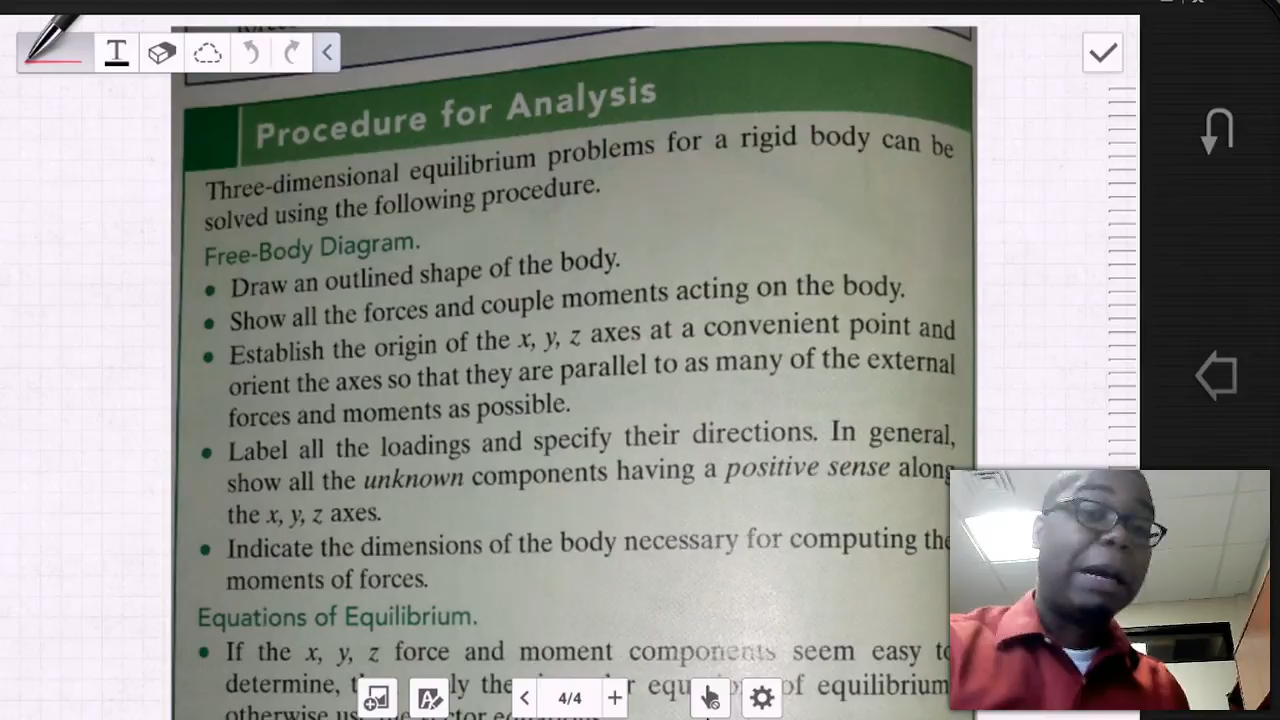 T
Procedure for Analysis
Three-dimensional equilibrium problems for a rigid body can be
solved using the following procedure.
Free-Body Diagram.
• Draw an outlined shape of the body.
• Show all the forces and couple moments acting on the body.
• Establish the origin of the x, y, z axes at a convenient point and
orient the axes so that they are parallel to as many of the external
forces and moments as possible.
• Label all the loadings and specify their directions. In general,
show all the unknown components having a positive sense along
the x, y, z axes.
• Indicate the dimensions of the body necessary for computing the
moments of forces.
Equations of Equilibrium.
• If the x, y, z force and moment components seem easy to
determine, of equilibrium
otherwise
4/4